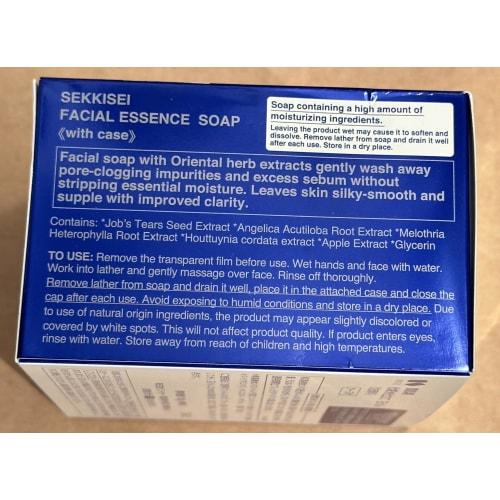 SEKKISEI
FACIAL ESSENCE SOAP
《with case》
Soap containing a high amount of
moisturizing ingredients.
Leaving the product wet may cause it to soften and
dissolve. Remove lather from soap and drain it well
after each use. Store in a dry place.
Facial soap with Oriental herb extracts gently wash away
pore-clogging impurities and excess sebum without
stripping essential moisture. Leaves skin silky-smooth and
supple with improved clarity.
Contains: *Job's Tears Seed Extract *Angelica Acutiloba Root Extract *Melothria
Heterophylla Root Extract *Houttuynia cordata extract *Apple Extract *Glycerin
TO USE: Remove the transparent film before use. Wet hands and face with water.
Work into lather and gently massage over face. Rinse off thoroughly.
Remove lather from soap and drain it well, place it in the attached case and close the
cap after each use. Avoid exposing to humid conditions and store in a dry place. Due
to use of natural origin ingredients, the product may appear slightly discolored or
covered by white spots. This will not affect product quality. If product enters eyes,
rinse with water. Store away from reach of children and high temperatures.